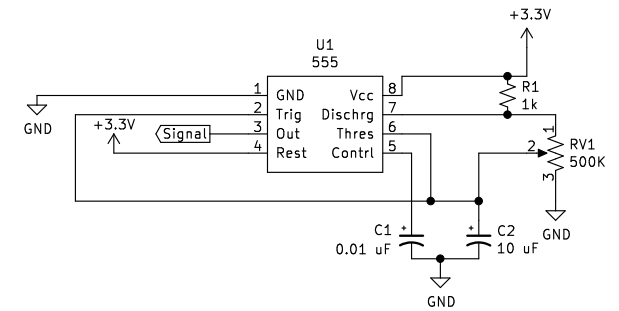 +3.3V
U1
555
1 GND Vcc 8
2 Trig Dischrg 7
3 Out Thres 6
4 Rest Contrl 5
GND
+3.3V
Signal
R1
1k
1
2
3
RV1
500K
GND
C1
0.01 uF
+
+
C2
10 uF
GND